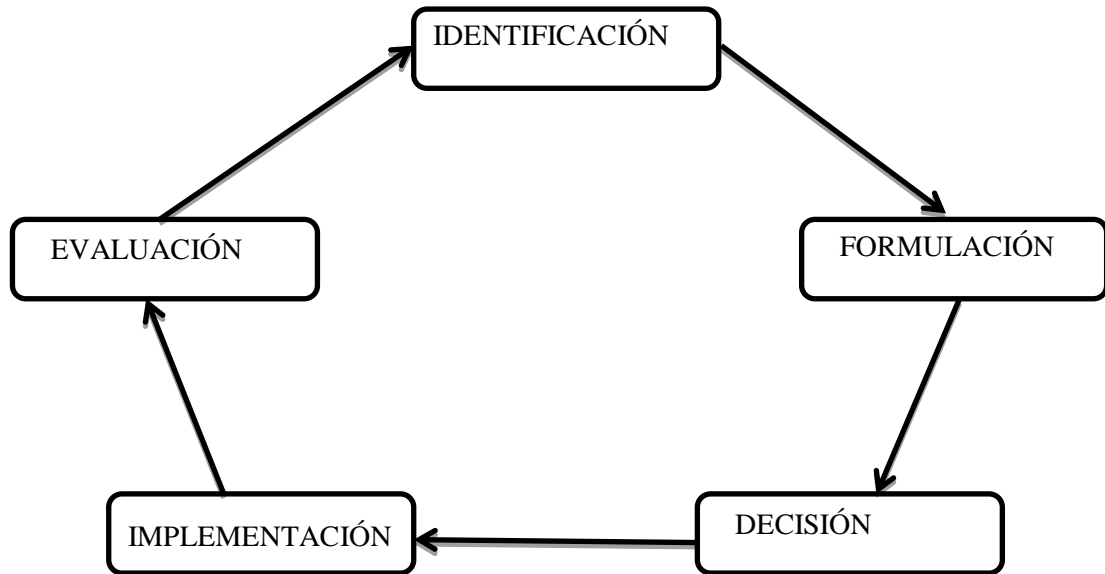 IDENTIFICACIÓN
EVALUACIÓN
FORMULACIÓN
IMPLEMENTACIÓN
DECISIÓN